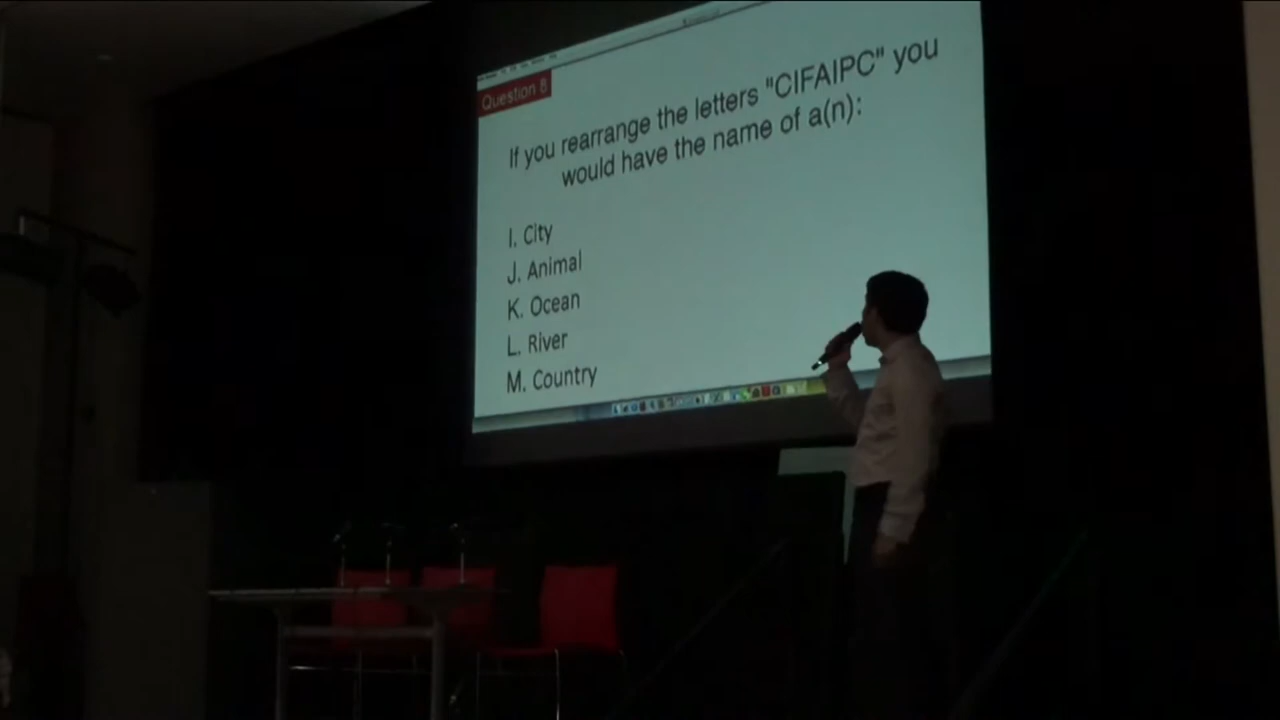 Question 8
If you rearrange the letters "CIFAIPC" you
would have the name of a(n):
I. City
J. Animal
K. Ocean
L. River
M. Country